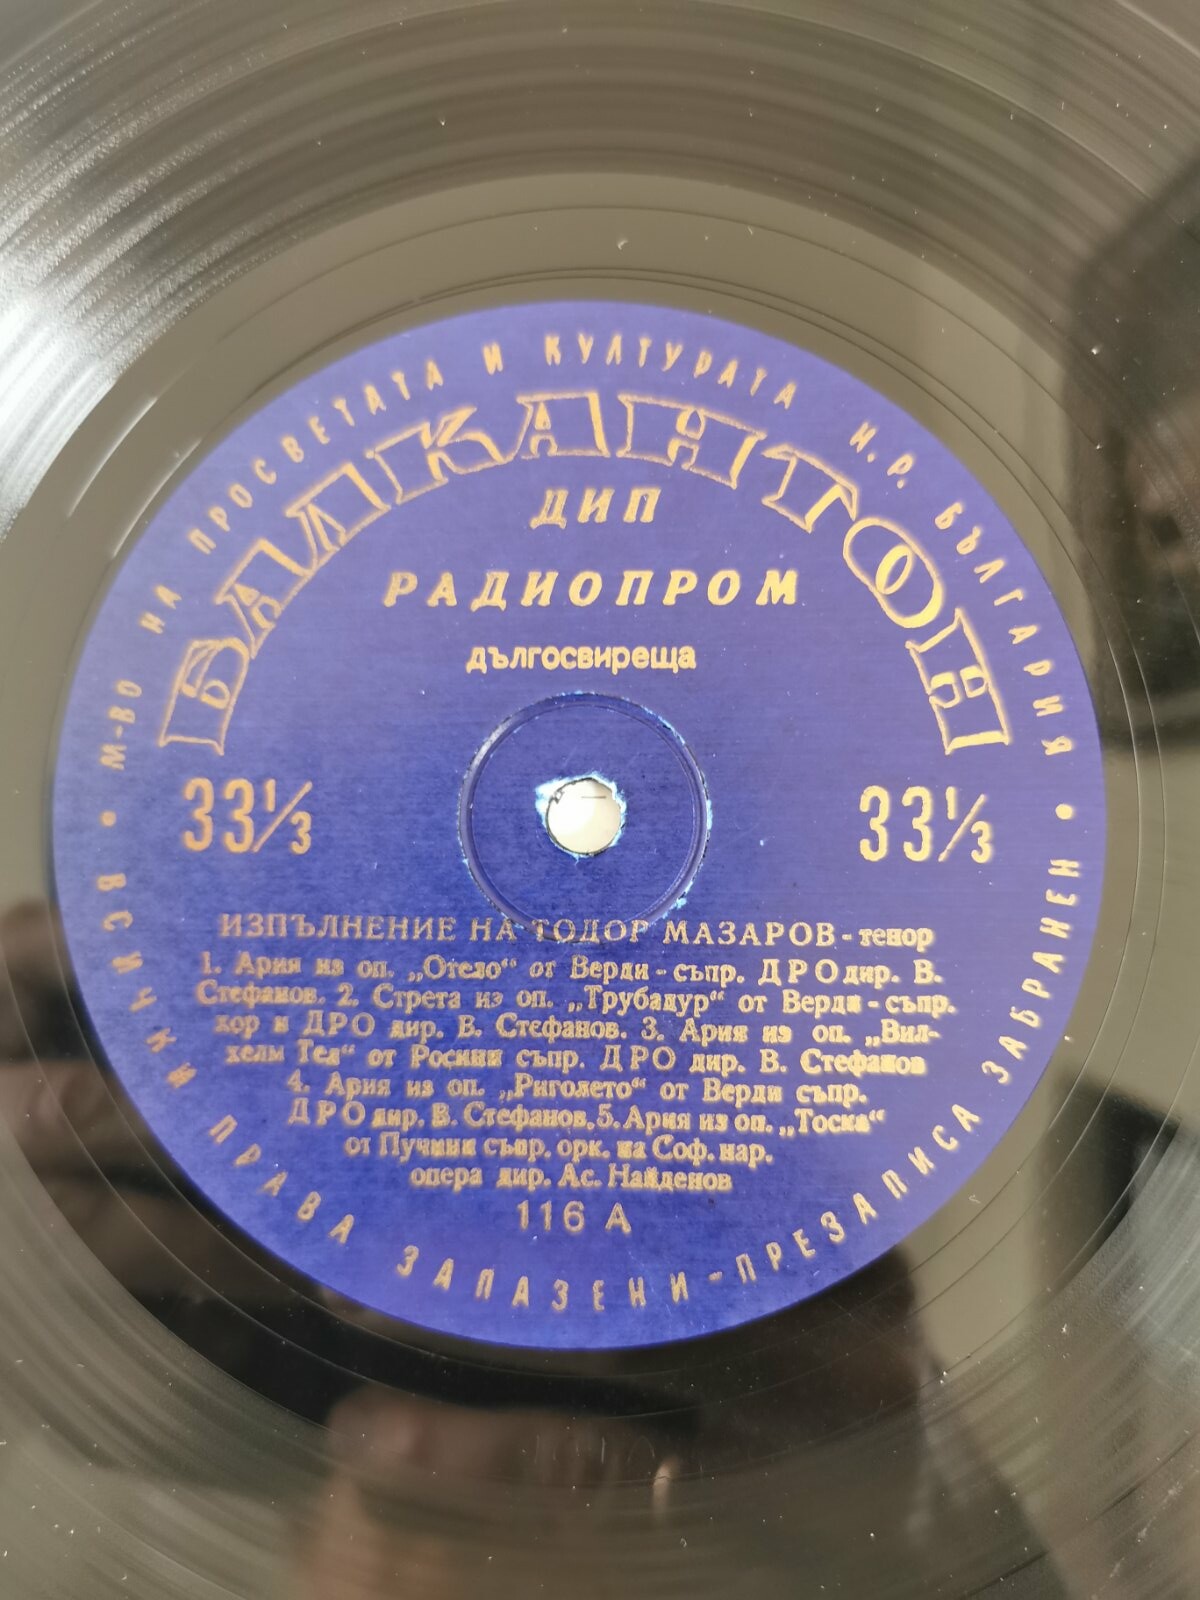 М-ВО НА ПРОСВЕТАТА И КУЛТУРАТА Н.Р. БЪЛГАРИЯ
БАЛКАНТОН
ДИП
РАДИОПРОМ
дългосвиреща
33⅓ 33⅓
ИЗПЪЛНЕНИЕ НА ТОДОР МАЗАРОВ - тенор
1. Ария из оп. „Отело“ от Верди - съпр. ДРО дир. В.
Стефанов. 2. Стрета из оп. „Трубадур“ от Верди - съпр.
хор и ДРО дир. В. Стефанов. 3. Ария из оп. „Вил-
хелм Тел“ от Росини съпр. ДРО дир. В. Стефанов
4. Ария из оп. „Риголето“ от Верди съпр.
ДРО дир. В. Стефанов. 5. Ария из оп. „Тоска“
от Пучини съпр. орк. на Соф. нар.
опера дир. Ас. Найденов
116 А
ВСИЧКИ ПРАВА ЗАПАЗЕНИ - ПРЕЗАПИСА ЗАБРАНЕН